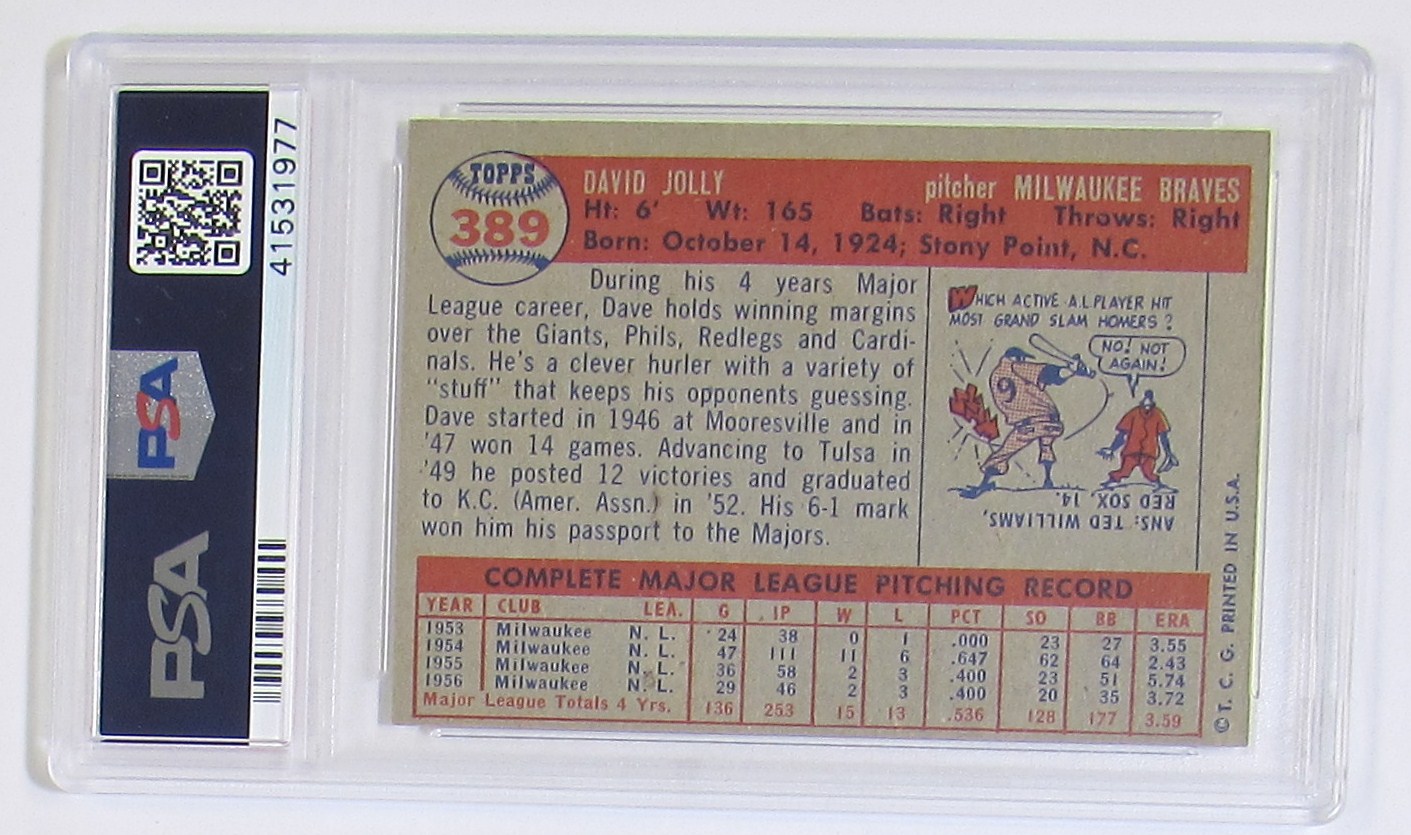 PSA
PSA
41531977
TOPPS
389
DAVID JOLLY pitcher MILWAUKEE BRAVES
Ht: 6' Wt: 165 Bats: Right Throws: Right
Born: October 14, 1924; Stony Point, N.C.
During his 4 years Major
League career, Dave holds winning margins
over the Giants, Phils, Redlegs and Cardi-
nals. He's a clever hurler with a variety of
"stuff" that keeps his opponents guessing.
Dave started in 1946 at Mooresville and in
'47 won 14 games. Advancing to Tulsa in
'49 he posted 12 victories and graduated
to K.C. (Amer. Assn.) in '52. His 6-1 mark
won him his passport to the Majors.
WHICH ACTIVE A.L PLAYER HIT
MOST GRAND SLAM HOMERS?
NO! NOT
AGAIN!
9
ANS: TED WILLIAMS,
RED SOX, 14.
COMPLETE MAJOR LEAGUE PITCHING RECORD
YEAR CLUB LEA. G IP W L PCT SO BB ERA
1953 Milwaukee N. L. 24 38 0 1 .000 23 27 3.55
1954 Milwaukee N. L. 47 111 11 6 .647 62 64 2.43
1955 Milwaukee N. L. 36 58 2 3 .400 23 51 5.74
1956 Milwaukee N. L. 29 46 2 3 .400 20 35 3.72
Major League Totals 4 Yrs. 136 253 15 13 .536 128 177 3.59
© T. C. G. PRINTED IN U.S.A.